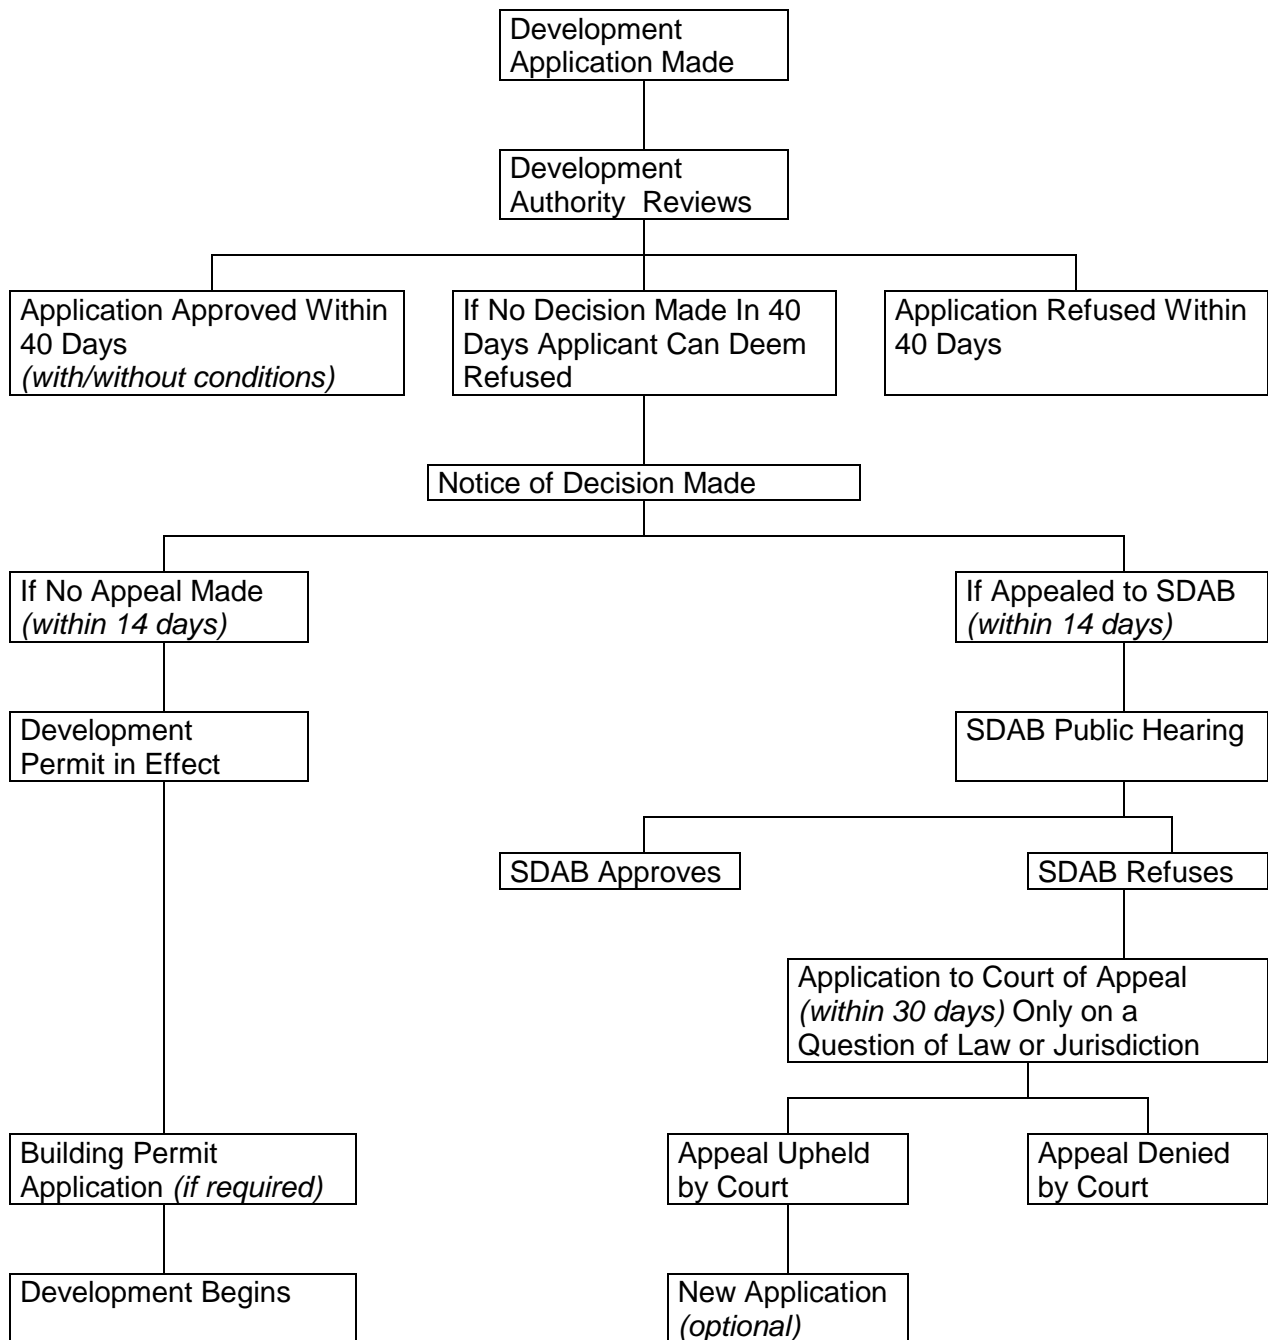 Development
Application Made
Development
Authority Reviews
Application Approved Within
40 Days
(with/without conditions)
If No Decision Made In 40
Days Applicant Can Deem
Refused
Application Refused Within
40 Days
Notice of Decision Made
If No Appeal Made
(within 14 days)
If Appealed to SDAB
(within 14 days)
Development
Permit in Effect
SDAB Public Hearing
SDAB Approves
SDAB Refuses
Application to Court of Appeal
(within 30 days) Only on a
Question of Law or Jurisdiction
Building Permit
Application (if required)
Appeal Upheld
by Court
Appeal Denied
by Court
Development Begins
New Application
(optional)